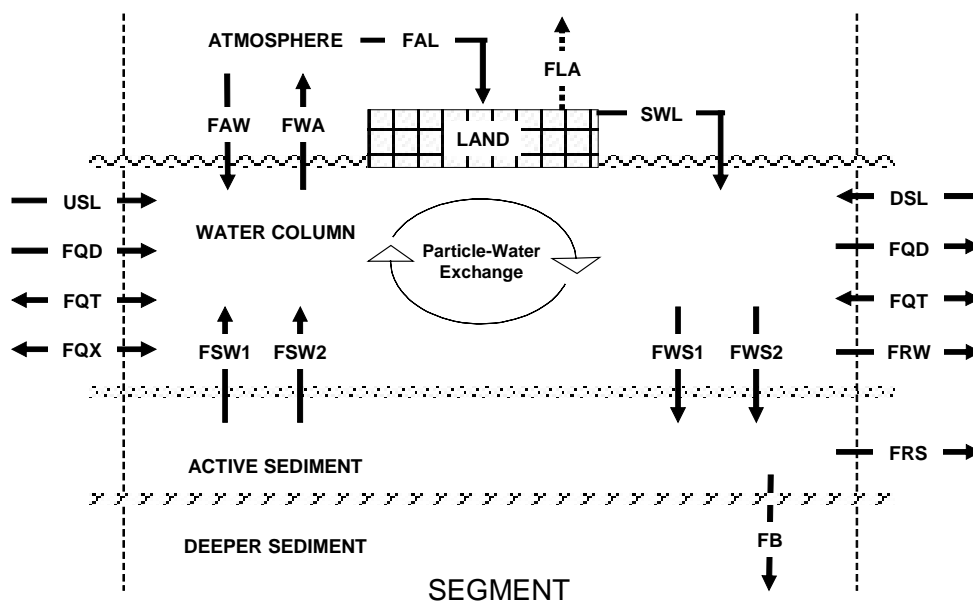 ATMOSPHERE FAL
FLA
FAW FWA
LAND
SWL
USL
DSL
WATER COLUMN
FQD
Particle-Water
Exchange
FQD
FQT
FQT
FQX
FSW1 FSW2
FWS1 FWS2
FRW
ACTIVE SEDIMENT
FRS
DEEPER SEDIMENT
FB
SEGMENT